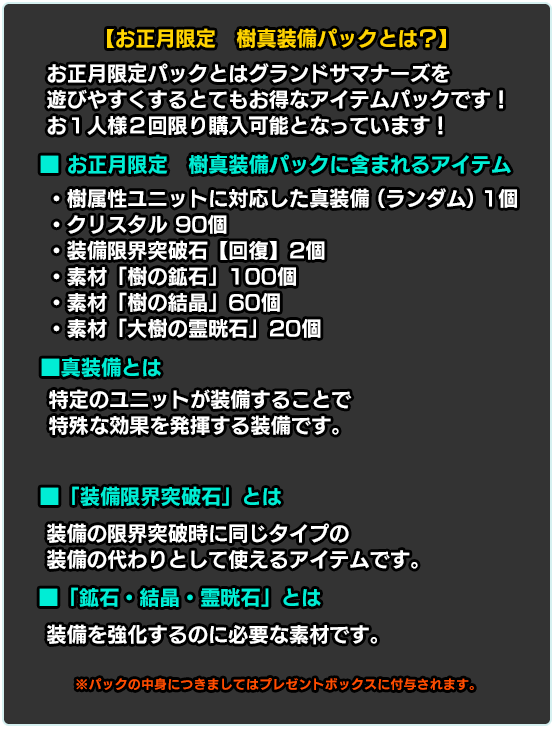 【お正月限定　樹真装備パックとは？】
お正月限定パックとはグランドサマナーズを
遊びやすくするとてもお得なアイテムパックです！
お１人様２回限り購入可能となっています！
■ お正月限定　樹真装備パックに含まれるアイテム
・樹属性ユニットに対応した真装備（ランダム）1個
・クリスタル 90個
・装備限界突破石【回復】2個
・素材「樹の鉱石」100個
・素材「樹の結晶」60個
・素材「大樹の霊晄石」20個
■真装備とは
特定のユニットが装備することで
特殊な効果を発揮する装備です。
■「装備限界突破石」とは
装備の限界突破時に同じタイプの
装備の代わりとして使えるアイテムです。
■「鉱石・結晶・霊晄石」とは
装備を強化するのに必要な素材です。
※パックの中身につきましてはプレゼントボックスに付与されます。